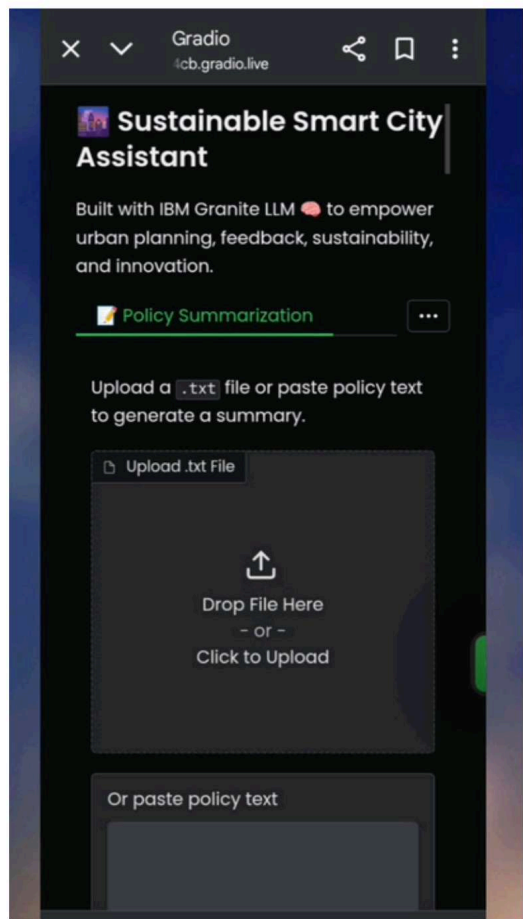 Gradio
4cb.gradio.live
🌆 Sustainable Smart City
Assistant
Built with IBM Granite LLM 🧠 to empower
urban planning, feedback, sustainability,
and innovation.
📝 Policy Summarization
...
Upload a .txt file or paste policy text
to generate a summary.
Upload .txt File
Drop File Here
- or -
Click to Upload
Or paste policy text